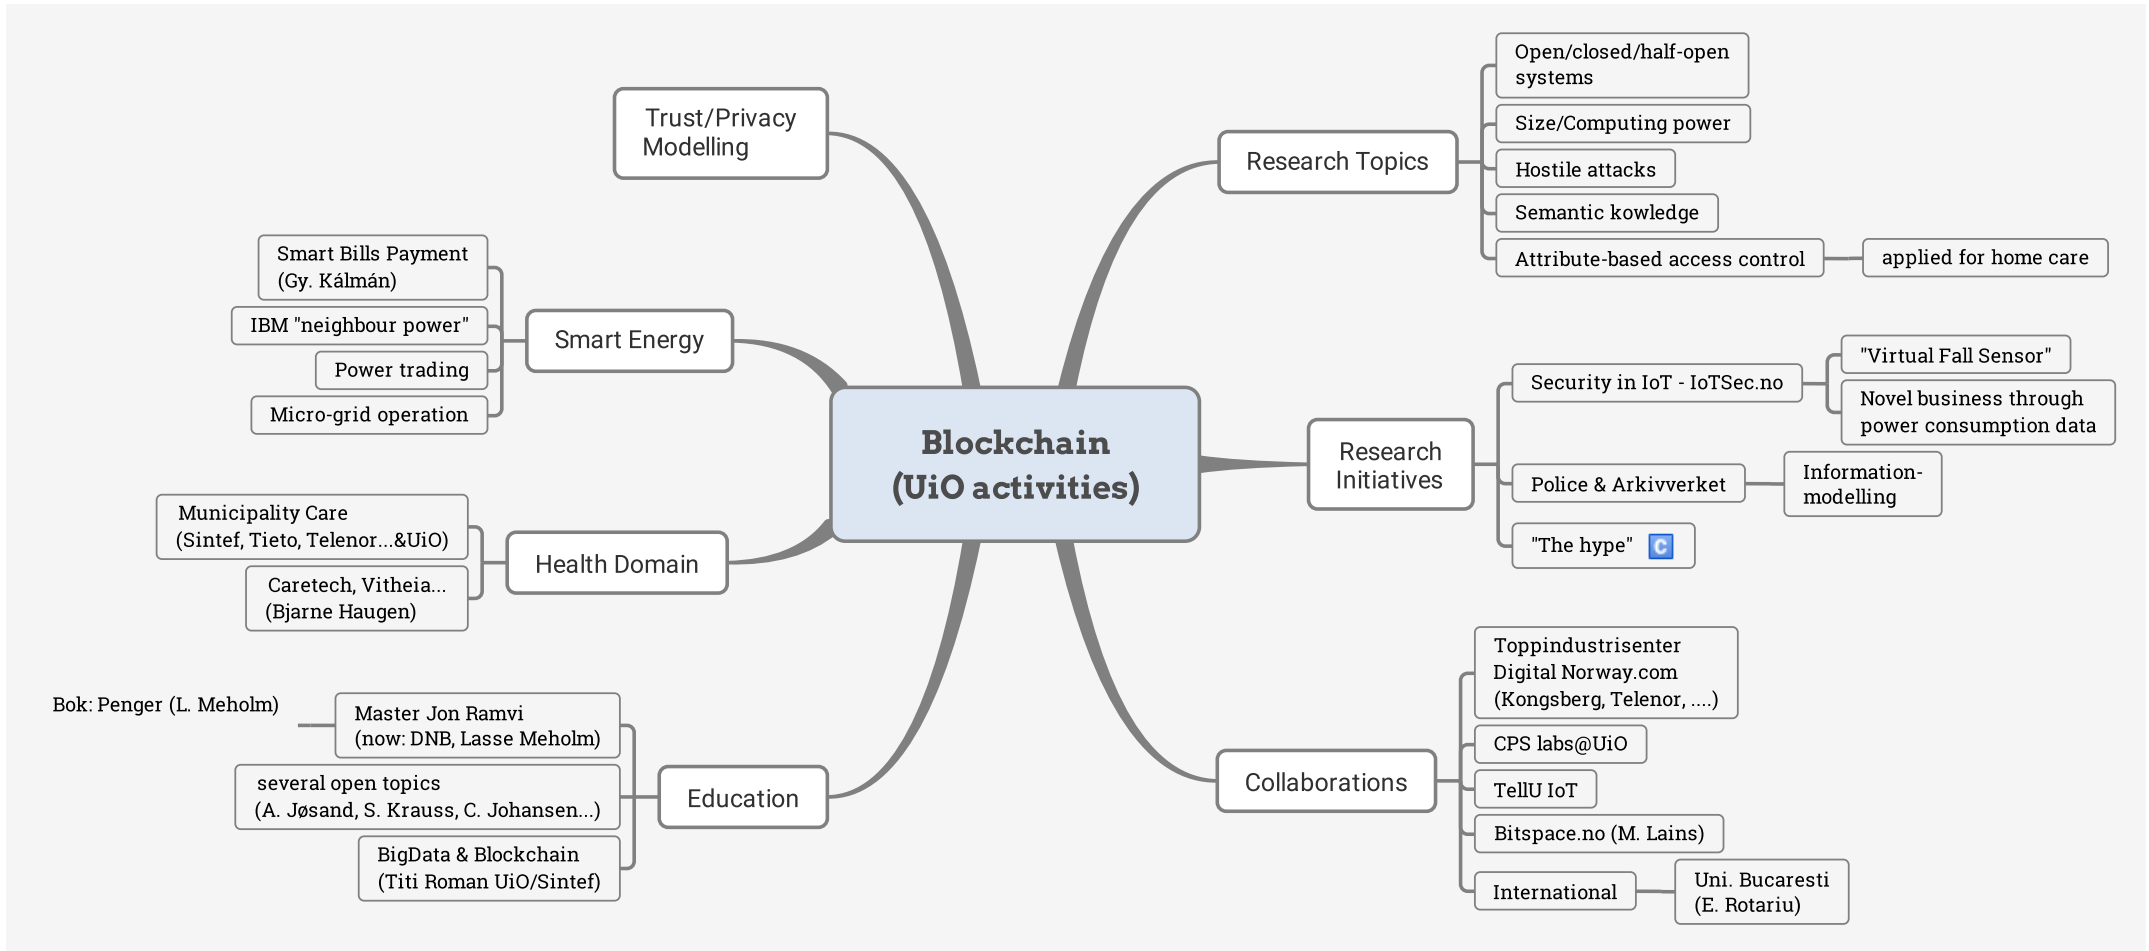 Blockchain
(UiO activities)
Trust/Privacy
Modelling
Smart Energy
Smart Bills Payment
(Gy. Kálmán)
IBM "neighbour power"
Power trading
Micro-grid operation
Health Domain
Municipality Care
(Sintef, Tieto, Telenor...&UiO)
Caretech, Vitheia...
(Bjarne Haugen)
Education
Master Jon Ramvi
(now: DNB, Lasse Meholm)
Bok: Penger (L. Meholm)
several open topics
(A. Jøsand, S. Krauss, C. Johansen...)
BigData & Blockchain
(Titi Roman UiO/Sintef)
Research Topics
Open/closed/half-open
systems
Size/Computing power
Hostile attacks
Semantic kowledge
Attribute-based access control
applied for home care
Research
Initiatives
Security in IoT - IoTSec.no
"Virtual Fall Sensor"
Novel business through
power consumption data
Police & Arkivverket
Information-
modelling
"The hype" C
Collaborations
Toppindustrisenter
Digital Norway.com
(Kongsberg, Telenor, ....)
CPS labs@UiO
TellU IoT
Bitspace.no (M. Lains)
International
Uni. Bucaresti
(E. Rotariu)